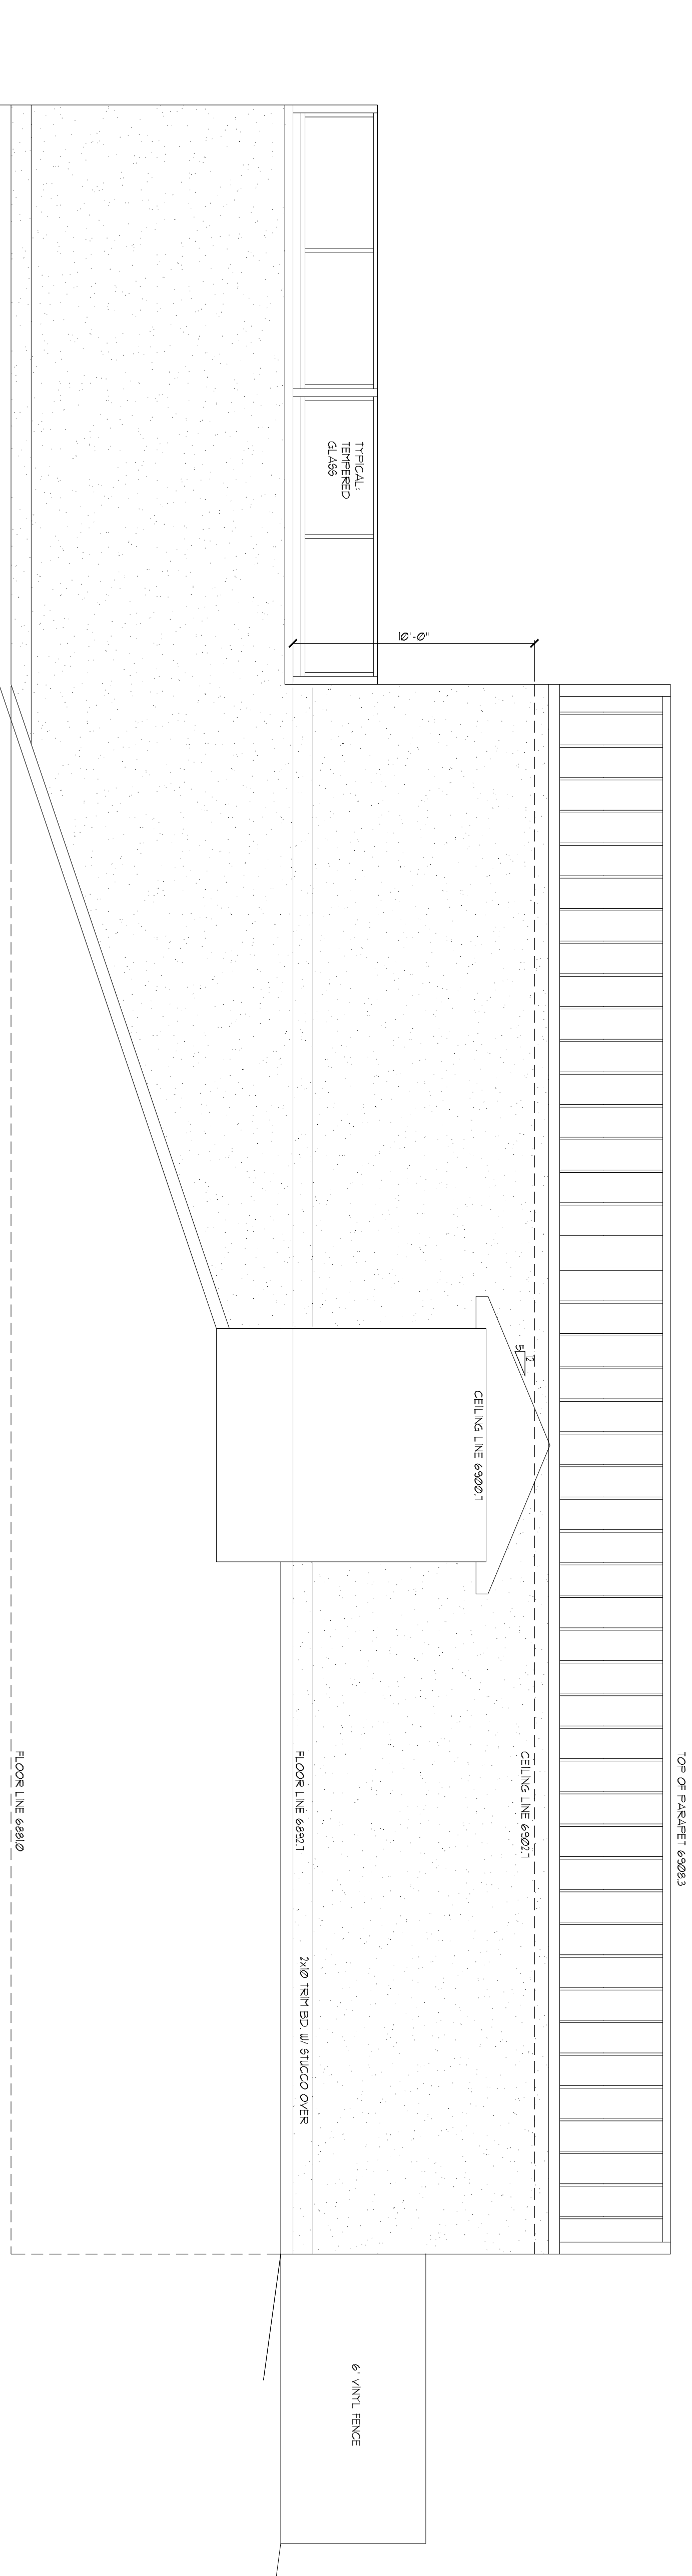 TOP OF PARAPET 6908.3
CEILING LINE 6902.7
10'-0"
12
5
CEILING LINE 6900.7
TYPICAL:
TEMPERED
GLASS
6' VINYL FENCE
2x10 TRIM BD. W/ STUCCO OVER
FLOOR LINE 6892.7
FLOOR LINE 6881.0